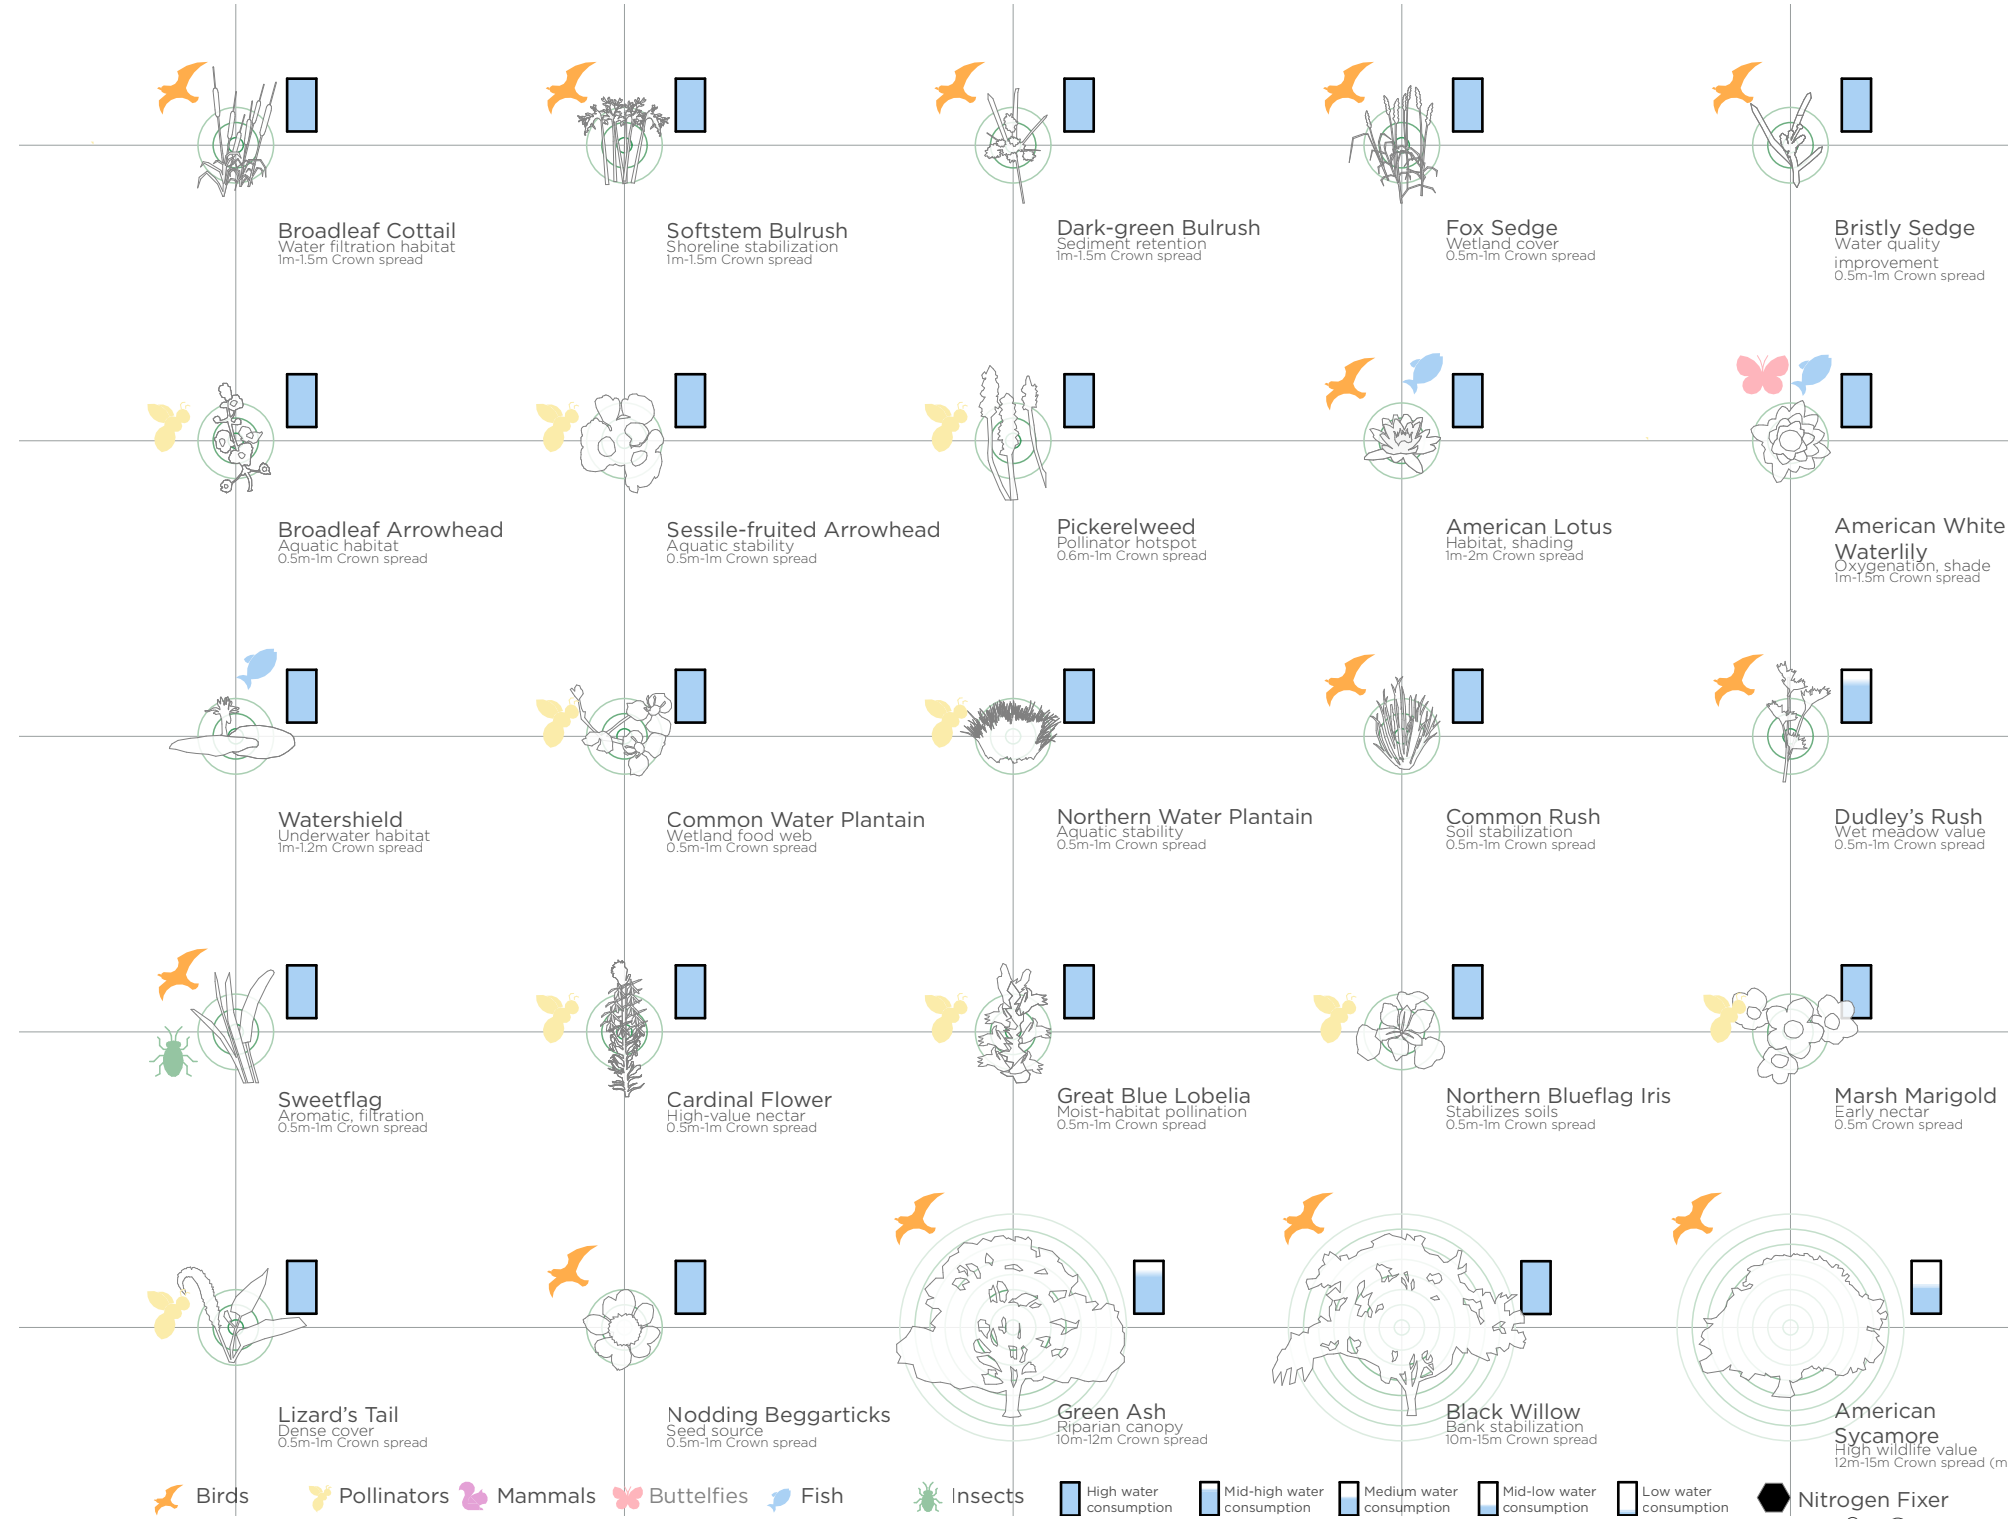 Broadleaf Cottail
Water filtration habitat
1m-1.5m Crown spread
Softstem Bulrush
Shoreline stabilization
1m-1.5m Crown spread
Dark-green Bulrush
Sediment retention
1m-1.5m Crown spread
Fox Sedge
Wetland cover
0.5m-1m Crown spread
Bristly Sedge
Water quality
improvement
0.5m-1m Crown spread
Broadleaf Arrowhead
Aquatic habitat
0.5m-1m Crown spread
Sessile-fruited Arrowhead
Aquatic stability
0.5m-1m Crown spread
Pickerelweed
Pollinator hotspot
0.6m-1m Crown spread
American Lotus
Habitat, shading
1m-2m Crown spread
American White
Waterlily
Oxygenation, shade
1m-1.5m Crown spread
Watershield
Underwater habitat
1m-1.2m Crown spread
Common Water Plantain
Wetland food web
0.5m-1m Crown spread
Northern Water Plantain
Aquatic stability
0.5m-1m Crown spread
Common Rush
Soil stabilization
0.5m-1m Crown spread
Dudley's Rush
Wet meadow value
0.5m-1m Crown spread
Sweetflag
Aromatic, filtration
0.5m-1m Crown spread
Cardinal Flower
High-value nectar
0.5m-1m Crown spread
Great Blue Lobelia
Moist-habitat pollination
0.5m-1m Crown spread
Northern Blueflag Iris
Stabilizes soils
0.5m-1m Crown spread
Marsh Marigold
Early nectar
0.5m Crown spread
Lizard's Tail
Dense cover
0.5m-1m Crown spread
Nodding Beggarticks
Seed source
0.5m-1m Crown spread
Green Ash
Riparian canopy
10m-12m Crown spread
Black Willow
Bank stabilization
10m-15m Crown spread
American
Sycamore
High wildlife value
12m-15m Crown spread (m
Birds
Pollinators
Mammals
Buttelfies
Fish
Insects
High water
consumption
Mid-high water
consumption
Medium water
consumption
Mid-low water
consumption
Low water
consumption
Nitrogen Fixer